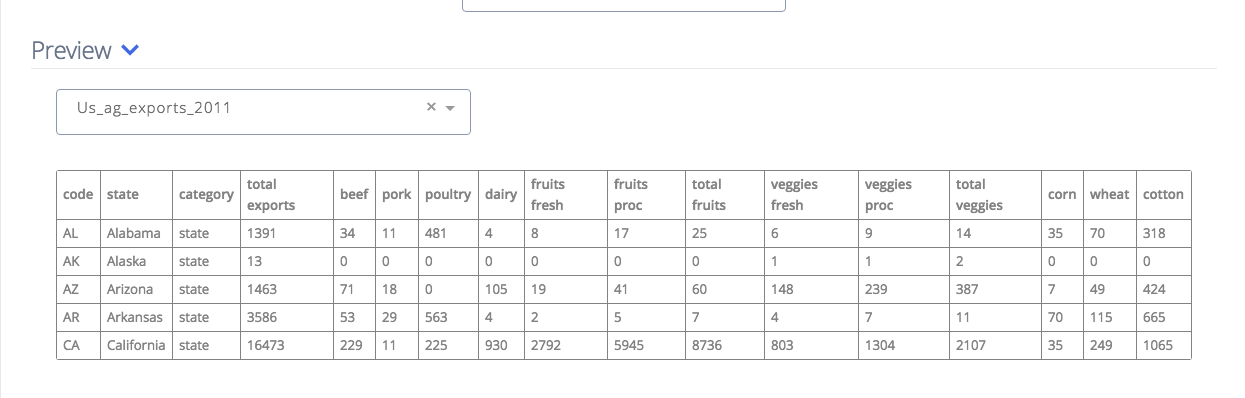 Preview
Us_ag_exports_2011 ×
code state category total exports beef pork poultry dairy fruits fresh fruits proc total fruits veggies fresh veggies proc total veggies corn wheat cotton
AL Alabama state 1391 34 11 481 4 8 17 25 6 9 14 35 70 318
AK Alaska state 13 0 0 0 0 0 0 0 1 1 2 0 0 0
AZ Arizona state 1463 71 18 0 105 19 41 60 148 239 387 7 49 424
AR Arkansas state 3586 53 29 563 4 2 5 7 4 7 11 70 115 665
CA California state 16473 229 11 225 930 2792 5945 8736 803 1304 2107 35 249 1065